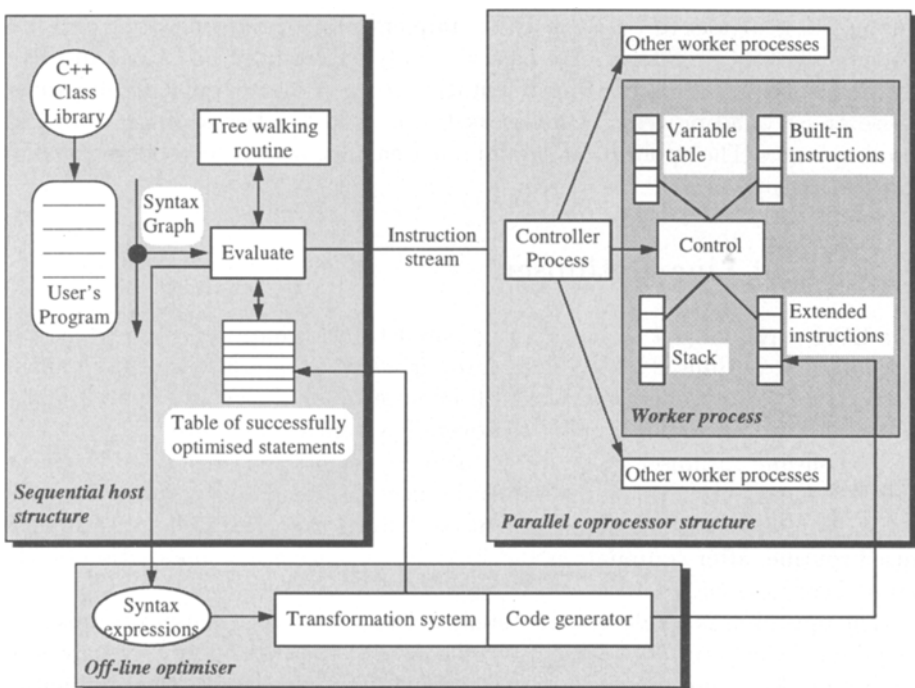 C++
Class
Library
User's
Program
Syntax
Graph
Tree walking
routine
Evaluate
Table of successfully
optimised statements
Sequential host
structure
Instruction
stream
Other worker processes
Controller
Process
Variable
table
Built-in
instructions
Control
Stack
Extended
instructions
Worker process
Other worker processes
Parallel coprocessor structure
Syntax
expressions
Transformation system
Code generator
Off-line optimiser